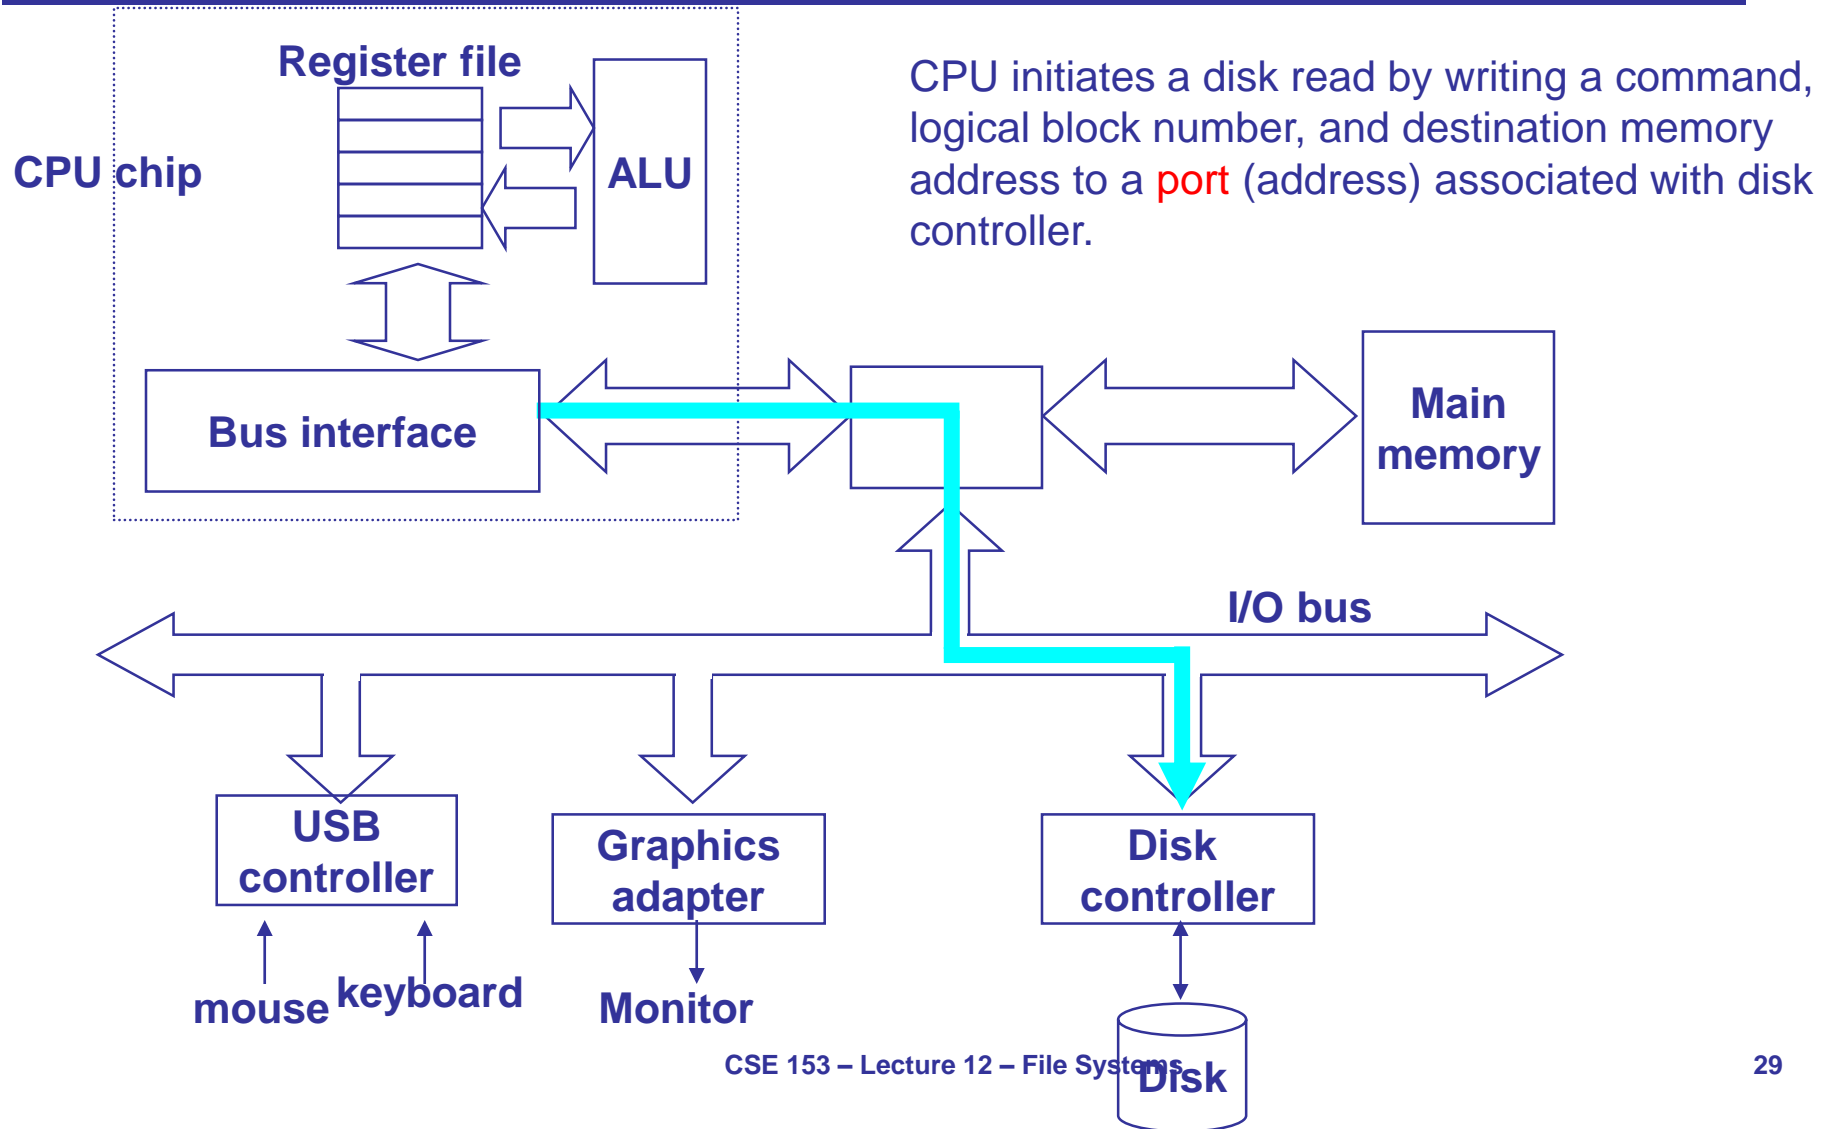 Register file
CPU chip
ALU
CPU initiates a disk read by writing a command,
logical block number, and destination memory
address to a port (address) associated with disk
controller.
Bus interface
Main
memory
I/O bus
USB
controller
Graphics
adapter
Disk
controller
mouse
keyboard
Monitor
Disk
CSE 153 – Lecture 12 – File Systems
29